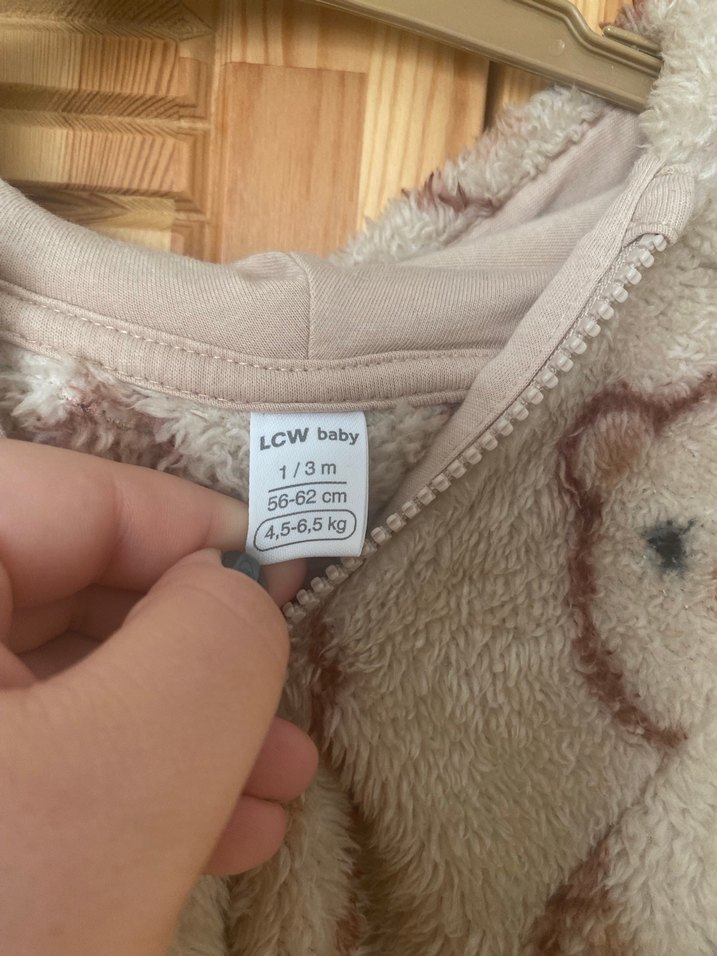 LCW baby
1 / 3 m
56-62 cm
4,5-6,5 kg